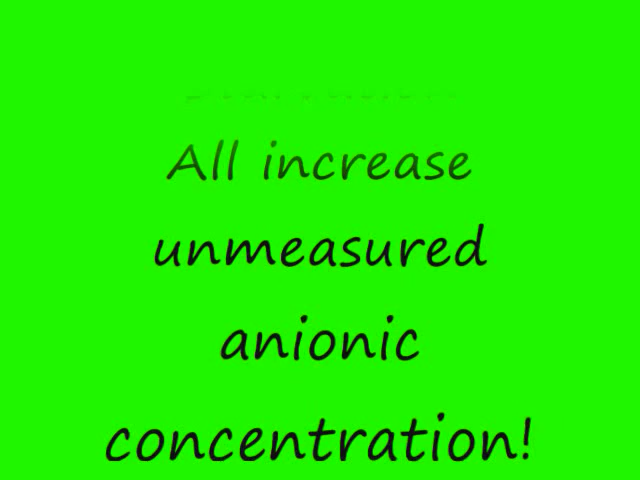 All increase
unmeasured
anionic
concentration!